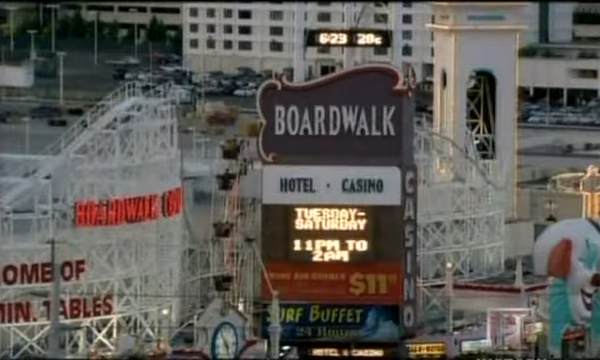 6:23 20c
BOARDWALK
HOTEL · CASINO
CASINO
TUESDAY-
SATURDAY
11PM TO
2AM
$11
SURF BUFFET
24 Hours
HOTEL & CASINO
BOARDWALK
OME OF
MIN. TABLES